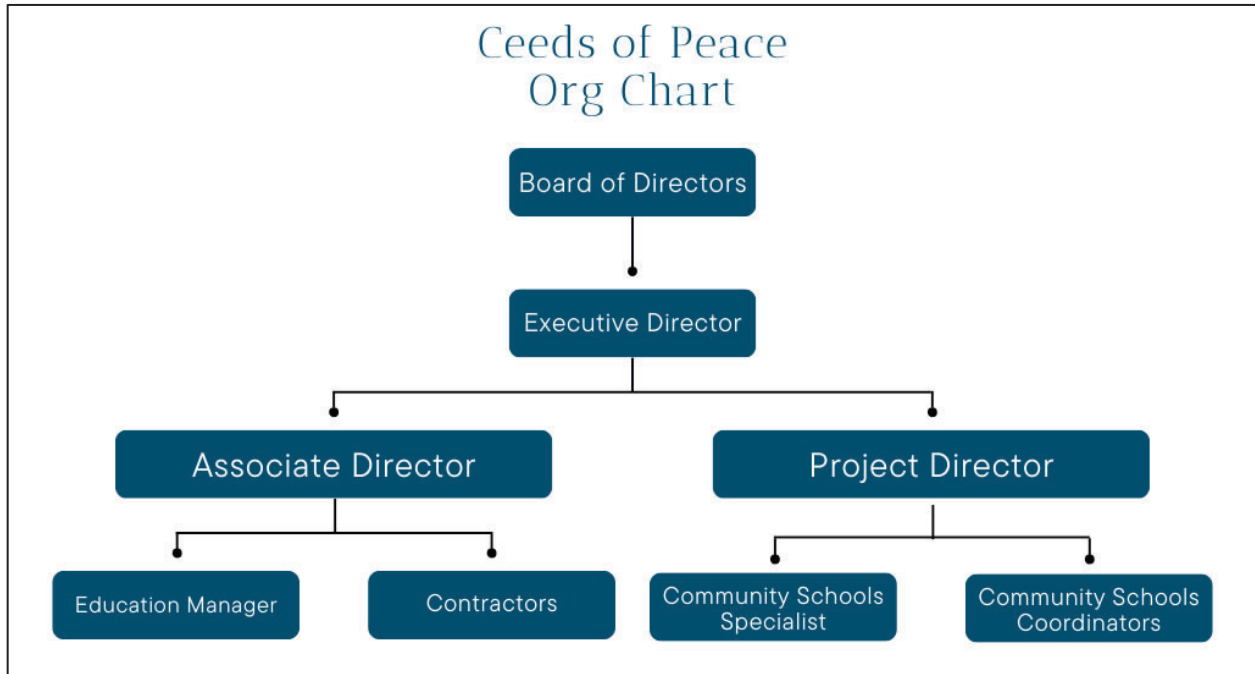 Ceeds of Peace
Org Chart
Board of Directors
Executive Director
Associate Director
Project Director
Education Manager
Contractors
Community Schools
Specialist
Community Schools
Coordinators